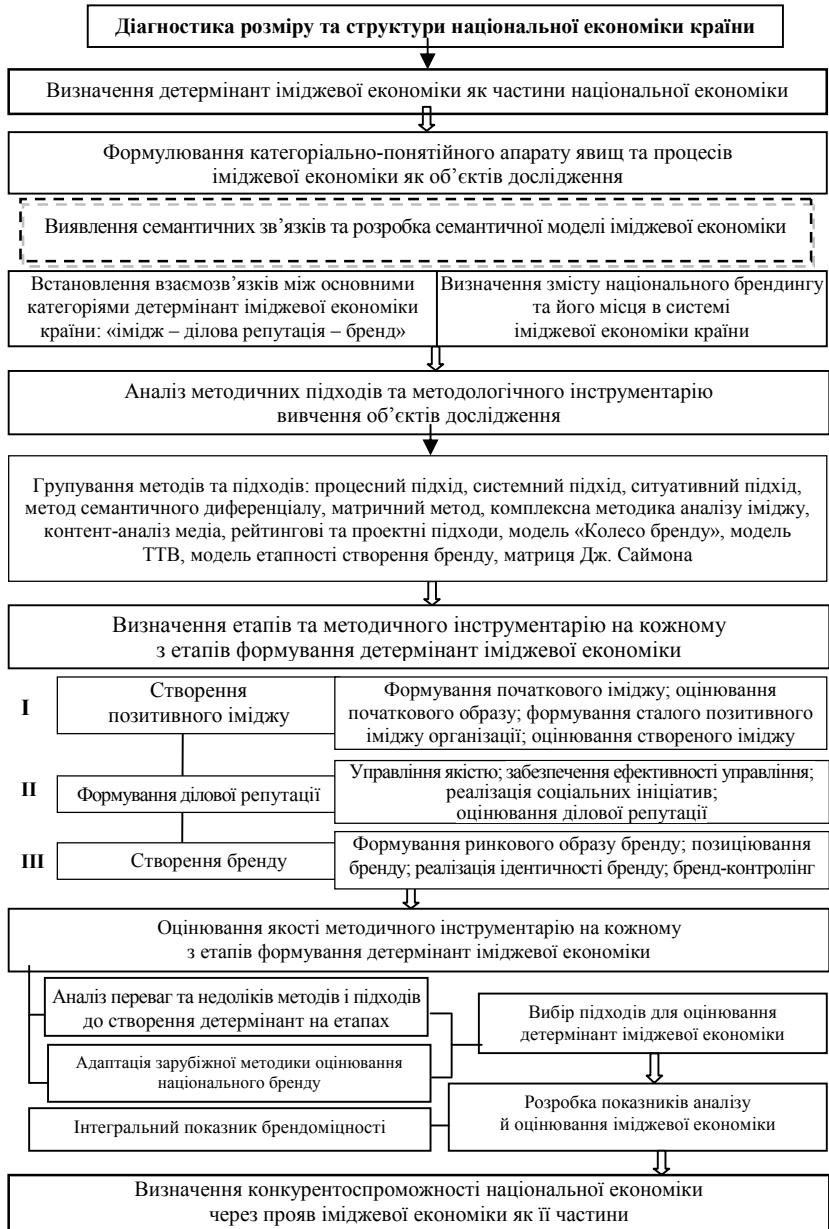 Діагностика розміру та структури національної економіки країни
Визначення детермінант іміджевої економіки як частини національної економіки
Формулювання категоріально-понятійного апарату явищ та процесів
іміджевої економіки як об’єктів дослідження
Виявлення семантичних зв’язків та розробка семантичної моделі іміджевої економіки
Встановлення взаємозв’язків між основними
категоріями детермінант іміджевої економіки
країни: «імідж – ділова репутація – бренд»
Визначення змісту національного брендингу
та його місця в системі
іміджевої економіки країни
Аналіз методичних підходів та методологічного інструментарію
вивчення об’єктів дослідження
Групування методів та підходів: процесний підхід, системний підхід, ситуативний підхід,
метод семантичного диференціалу, матричний метод, комплексна методика аналізу іміджу,
контент-аналіз медіа, рейтингові та проектні підходи, модель «Колесо бренду», модель
ТТВ, модель етапності створення бренду, матриця Дж. Саймона
Визначення етапів та методичного інструментарію на кожному
з етапів формування детермінант іміджевої економіки
I
Створення
позитивного іміджу
Формування початкового іміджу; оцінювання
початкового образу; формування сталого позитивного
іміджу організації; оцінювання створеного іміджу
II
Формування ділової репутації
Управління якістю; забезпечення ефективності управління;
реалізація соціальних ініціатив;
оцінювання ділової репутації
III
Створення бренду
Формування ринкового образу бренду; позиціювання
бренду; реалізація ідентичності бренду; бренд-контролінг
Оцінювання якості методичного інструментарію на кожному
з етапів формування детермінант іміджевої економіки
Аналіз переваг та недоліків методів і підходів
до створення детермінант на етапах
Вибір підходів для оцінювання
детермінант іміджевої економіки
Адаптація зарубіжної методики оцінювання
національного бренду
Інтегральний показник брендоміцності
Розробка показників аналізу
й оцінювання іміджевої економіки
Визначення конкурентоспроможності національної економіки
через прояв іміджевої економіки як її частини